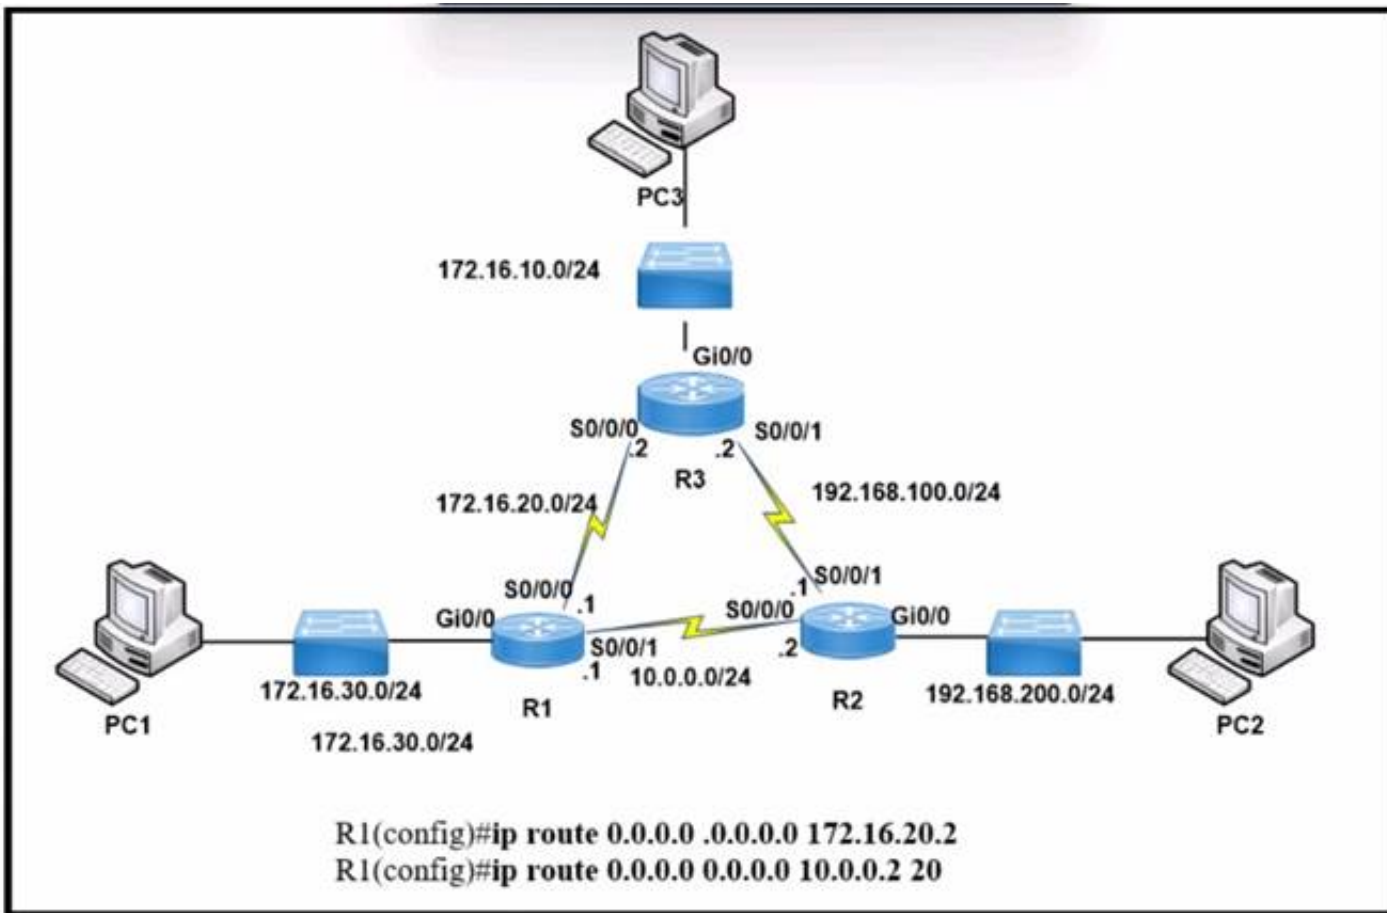 PC3
172.16.10.0/24
Gi0/0
S0/0/0
S0/0/1
.2
.2
R3
172.16.20.0/24
192.168.100.0/24
S0/0/0
.1
.1
S0/0/1
Gi0/0
S0/0/0
Gi0/0
S0/0/1
.2
.1
10.0.0.0/24
172.16.30.0/24
R1
R2
192.168.200.0/24
PC1
PC2
172.16.30.0/24
R1(config)#ip route 0.0.0.0 .0.0.0.0 172.16.20.2
R1(config)#ip route 0.0.0.0 0.0.0.0 10.0.0.2 20